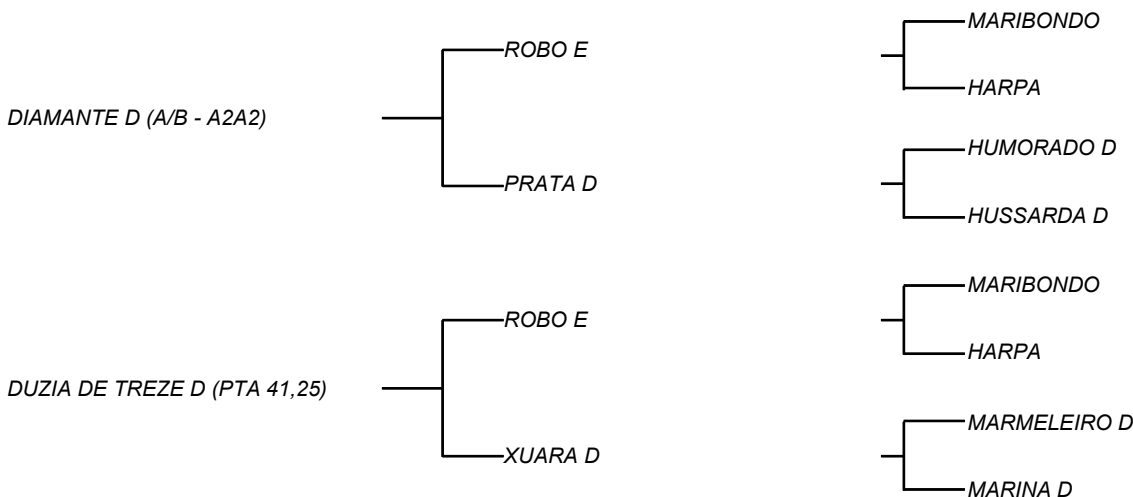 MARIBONDO
ROBO E
HARPA
DIAMANTE D (A/B - A2A2)
HUMORADO D
PRATA D
HUSSARDA D
MARIBONDO
ROBO E
HARPA
DUZIA DE TREZE D (PTA 41,25)
MARMELEIRO D
XUARA D
MARINA D